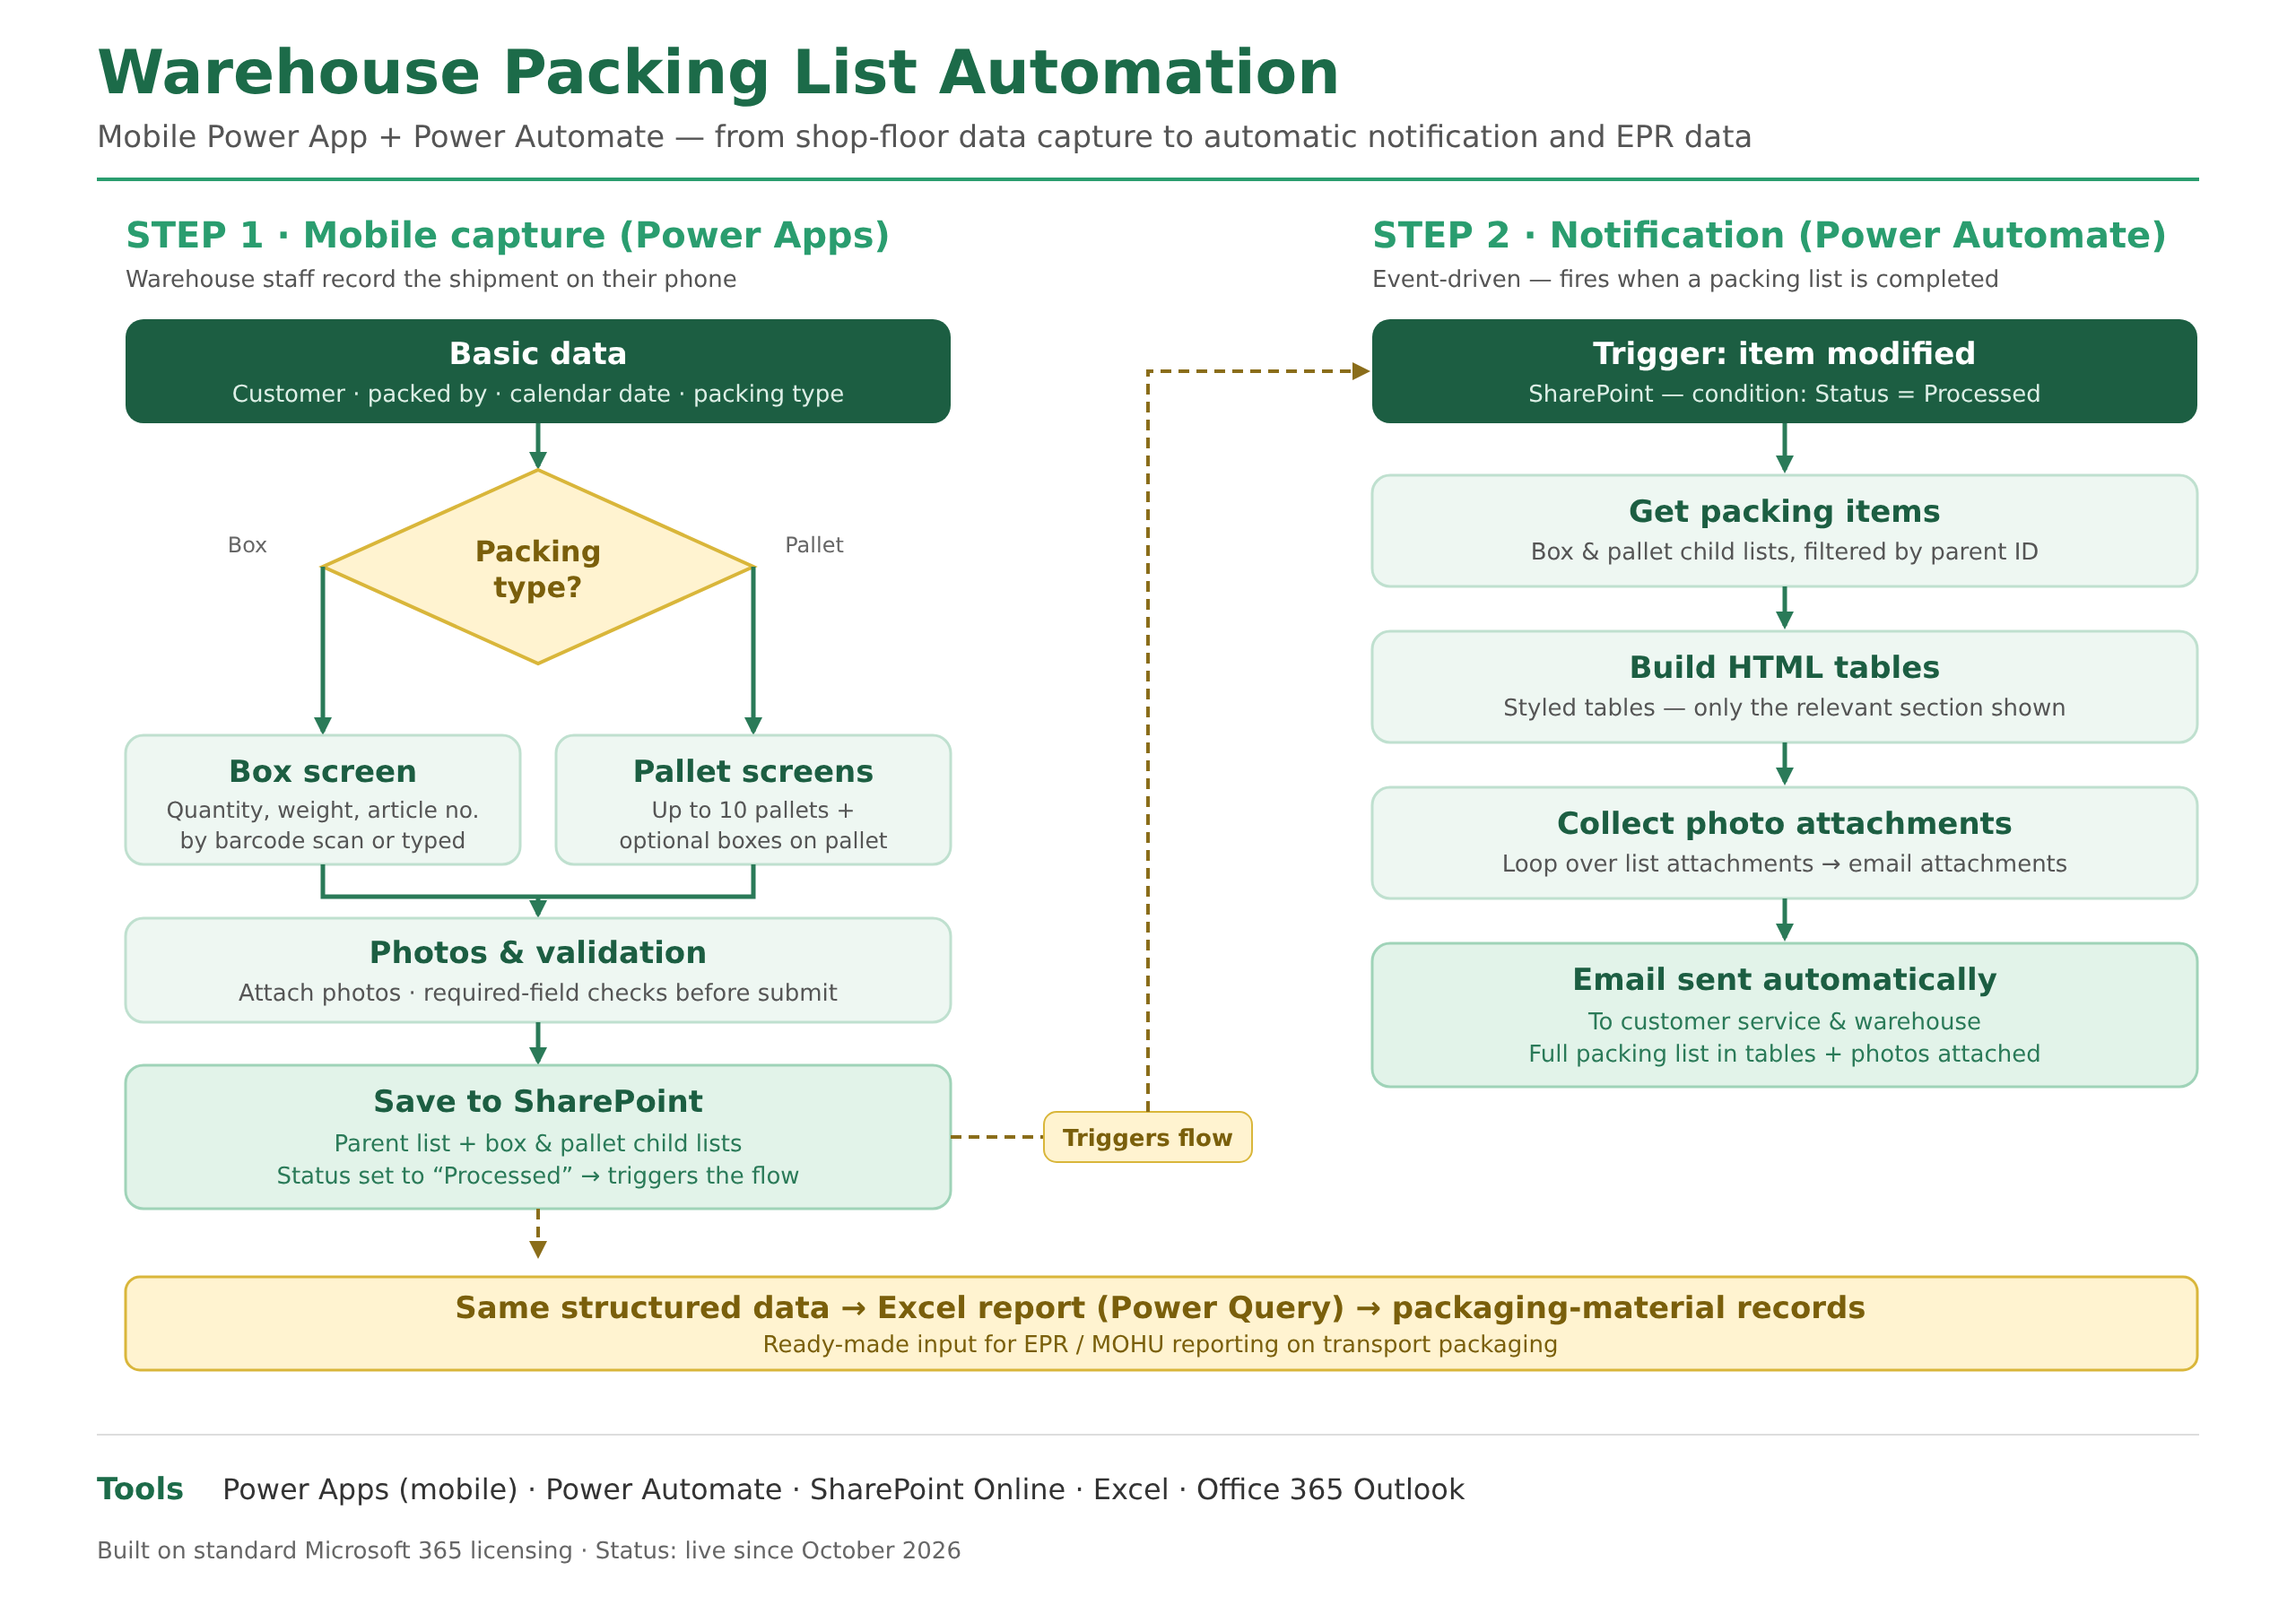 Warehouse Packing List Automation
Mobile Power App + Power Automate — from shop-floor data capture to automatic notification and EPR data
STEP 1 · Mobile capture (Power Apps)
Warehouse staff record the shipment on their phone
Basic data
Customer · packed by · calendar date · packing type
Packing
type?
Box
Pallet
Box screen
Quantity, weight, article no.
by barcode scan or typed
Pallet screens
Up to 10 pallets +
optional boxes on pallet
Photos & validation
Attach photos · required-field checks before submit
Save to SharePoint
Parent list + box & pallet child lists
Status set to “Processed” → triggers the flow
Triggers flow
STEP 2 · Notification (Power Automate)
Event-driven — fires when a packing list is completed
Trigger: item modified
SharePoint — condition: Status = Processed
Get packing items
Box & pallet child lists, filtered by parent ID
Build HTML tables
Styled tables — only the relevant section shown
Collect photo attachments
Loop over list attachments → email attachments
Email sent automatically
To customer service & warehouse
Full packing list in tables + photos attached
Same structured data → Excel report (Power Query) → packaging-material records
Ready-made input for EPR / MOHU reporting on transport packaging
Tools Power Apps (mobile) · Power Automate · SharePoint Online · Excel · Office 365 Outlook
Built on standard Microsoft 365 licensing · Status: live since October 2026